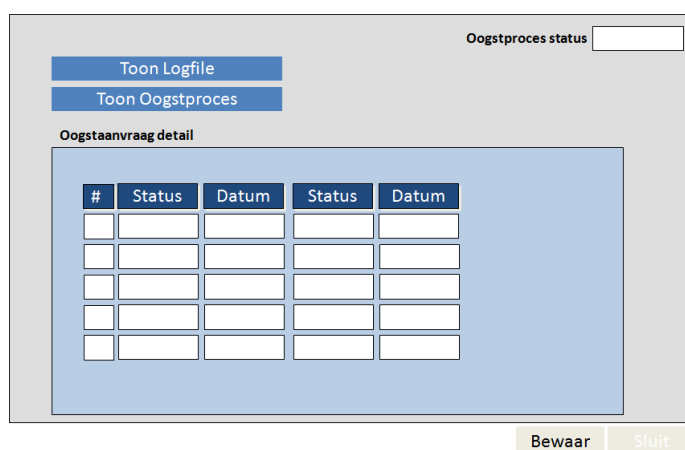 Oogstproces status
Toon Logfile
Toon Oogstproces
Oogstaanvraag detail
# Status Datum Status Datum
Bewaar Sluit